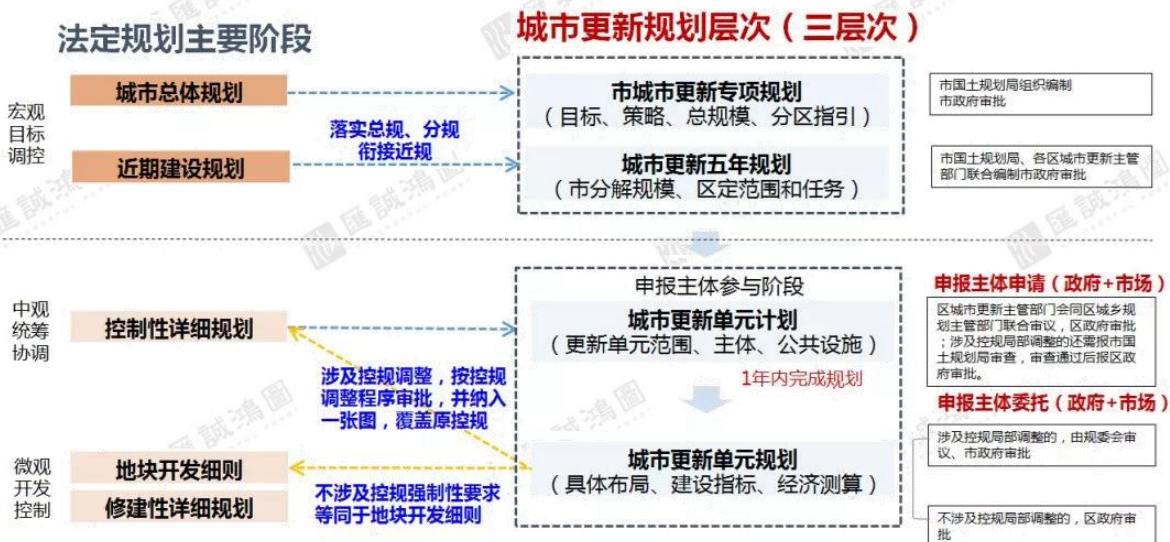 法定规划主要阶段
城市更新规划层次（三层次）
宏观
目标
调控
城市总体规划
近期建设规划
落实总规、分规
衔接近规
市城市更新专项规划
（目标、策略、总规模、分区指引）
城市更新五年规划
（市分解规模、区定范围和任务）
市国土规划局组织编制
市政府审批
市国土规划局、各区城市更新主管
部门联合编制市政府审批
中观
统筹
协调
控制性详细规划
申报主体参与阶段
城市更新单元计划
（更新单元范围、主体、公共设施）
1年内完成规划
申报主体申请（政府+市场）
区城市更新主管部门会同区城乡规
划主管部门联合审议，区政府审批
；涉及控规局部调整的还需报市国
土规划局审查，审查通过后报区政
府审批。
涉及控规调整，按控规
调整程序审批，并纳入
一张图，覆盖原控规
申报主体委托（政府+市场）
涉及控规局部调整的，由规委会审
议、市政府审批
微观
开发
控制
地块开发细则
修建性详细规划
不涉及控规强制性要求
等同于地块开发细则
城市更新单元规划
（具体布局、建设指标、经济测算）
不涉及控规局部调整的，区政府审
批
匯誠鴻圖
匯誠鴻圖
匯誠鴻圖